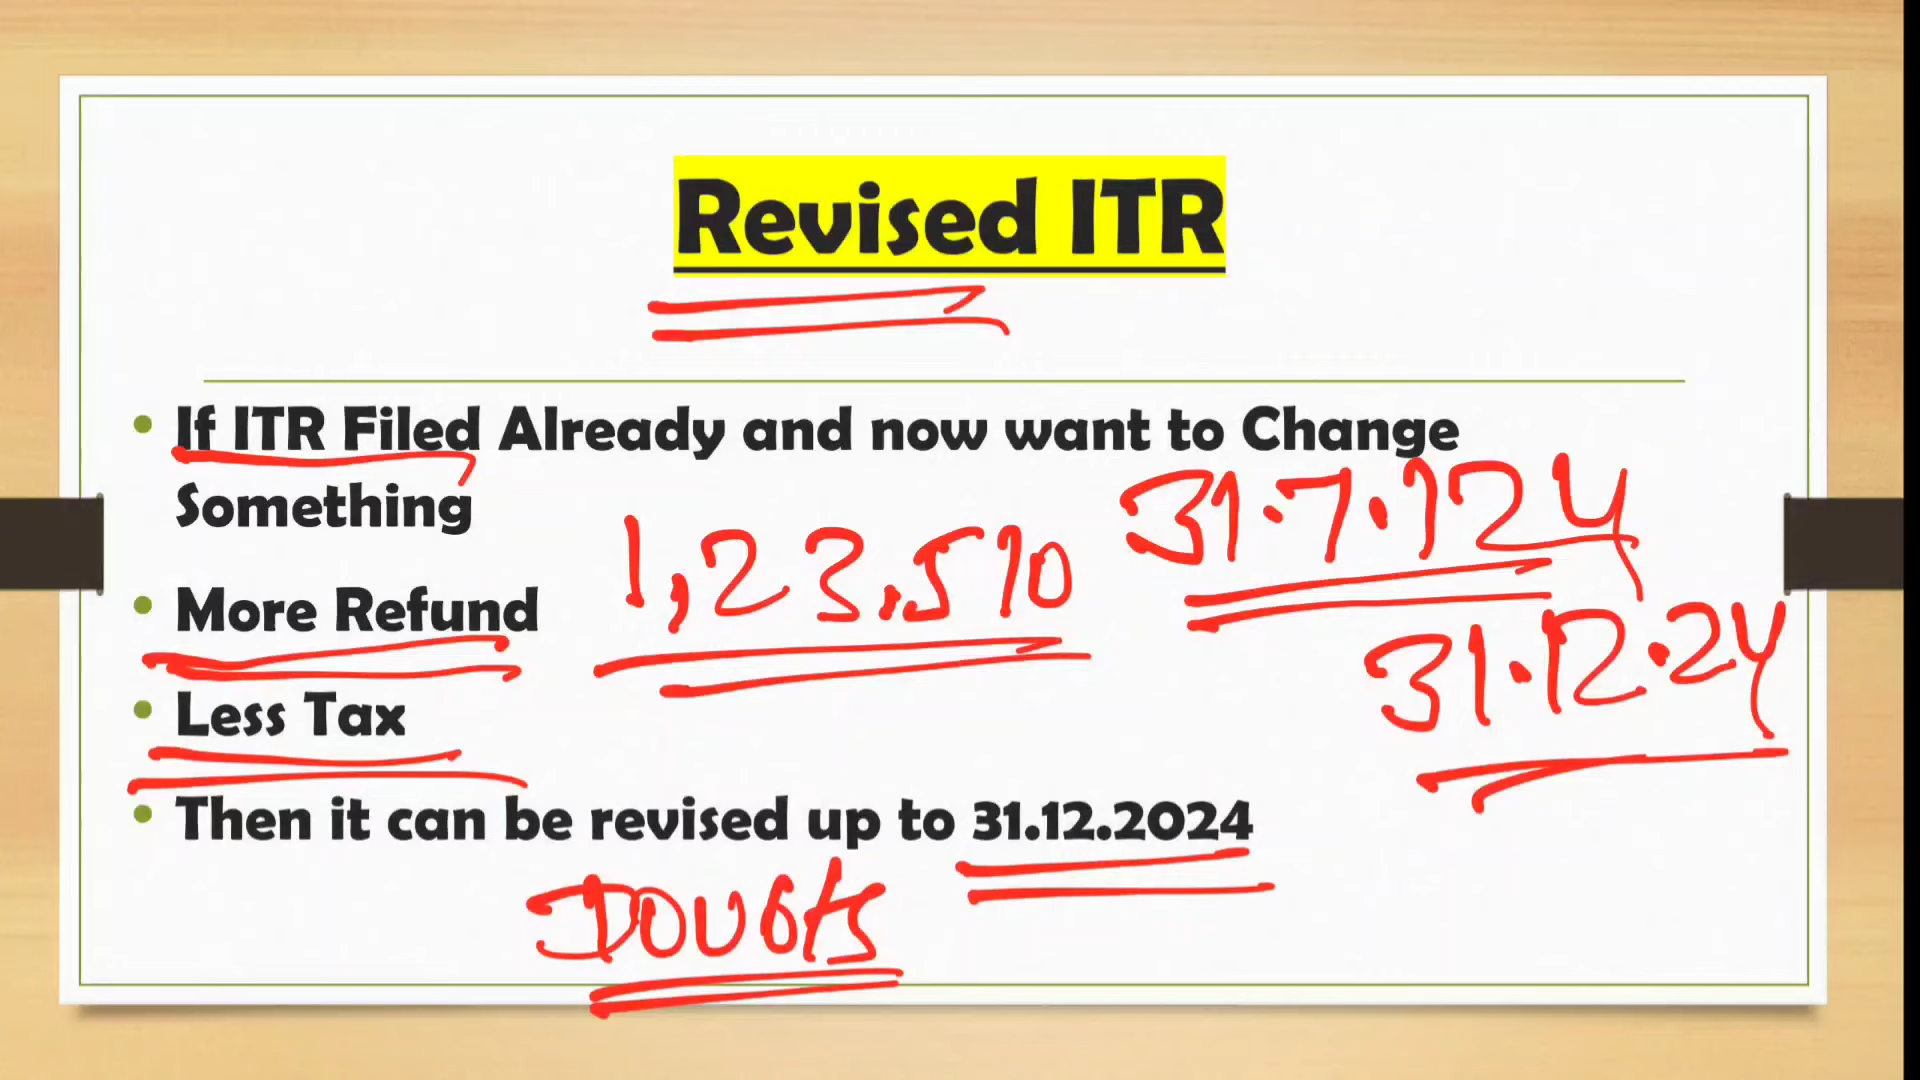 Revised ITR
• If ITR Filed Already and now want to Change
Something
31.7.124
1,23,510
• More Refund
31.12.24
• Less Tax
• Then it can be revised up to 31.12.2024
Doubts